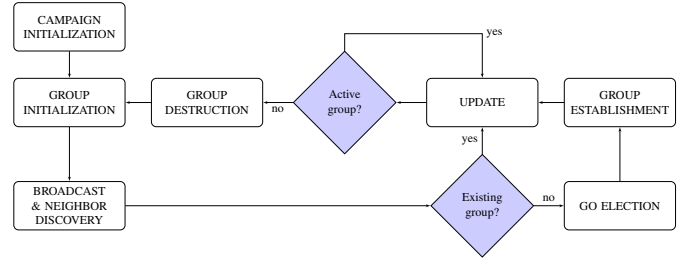 CAMPAIGN
INITIALIZATION
yes
GROUP
INITIALIZATION
GROUP
DESTRUCTION
no
Active
group?
UPDATE
GROUP
ESTABLISHMENT
yes
BROADCAST
& NEIGHBOR
DISCOVERY
Existing
group?
no
GO ELECTION